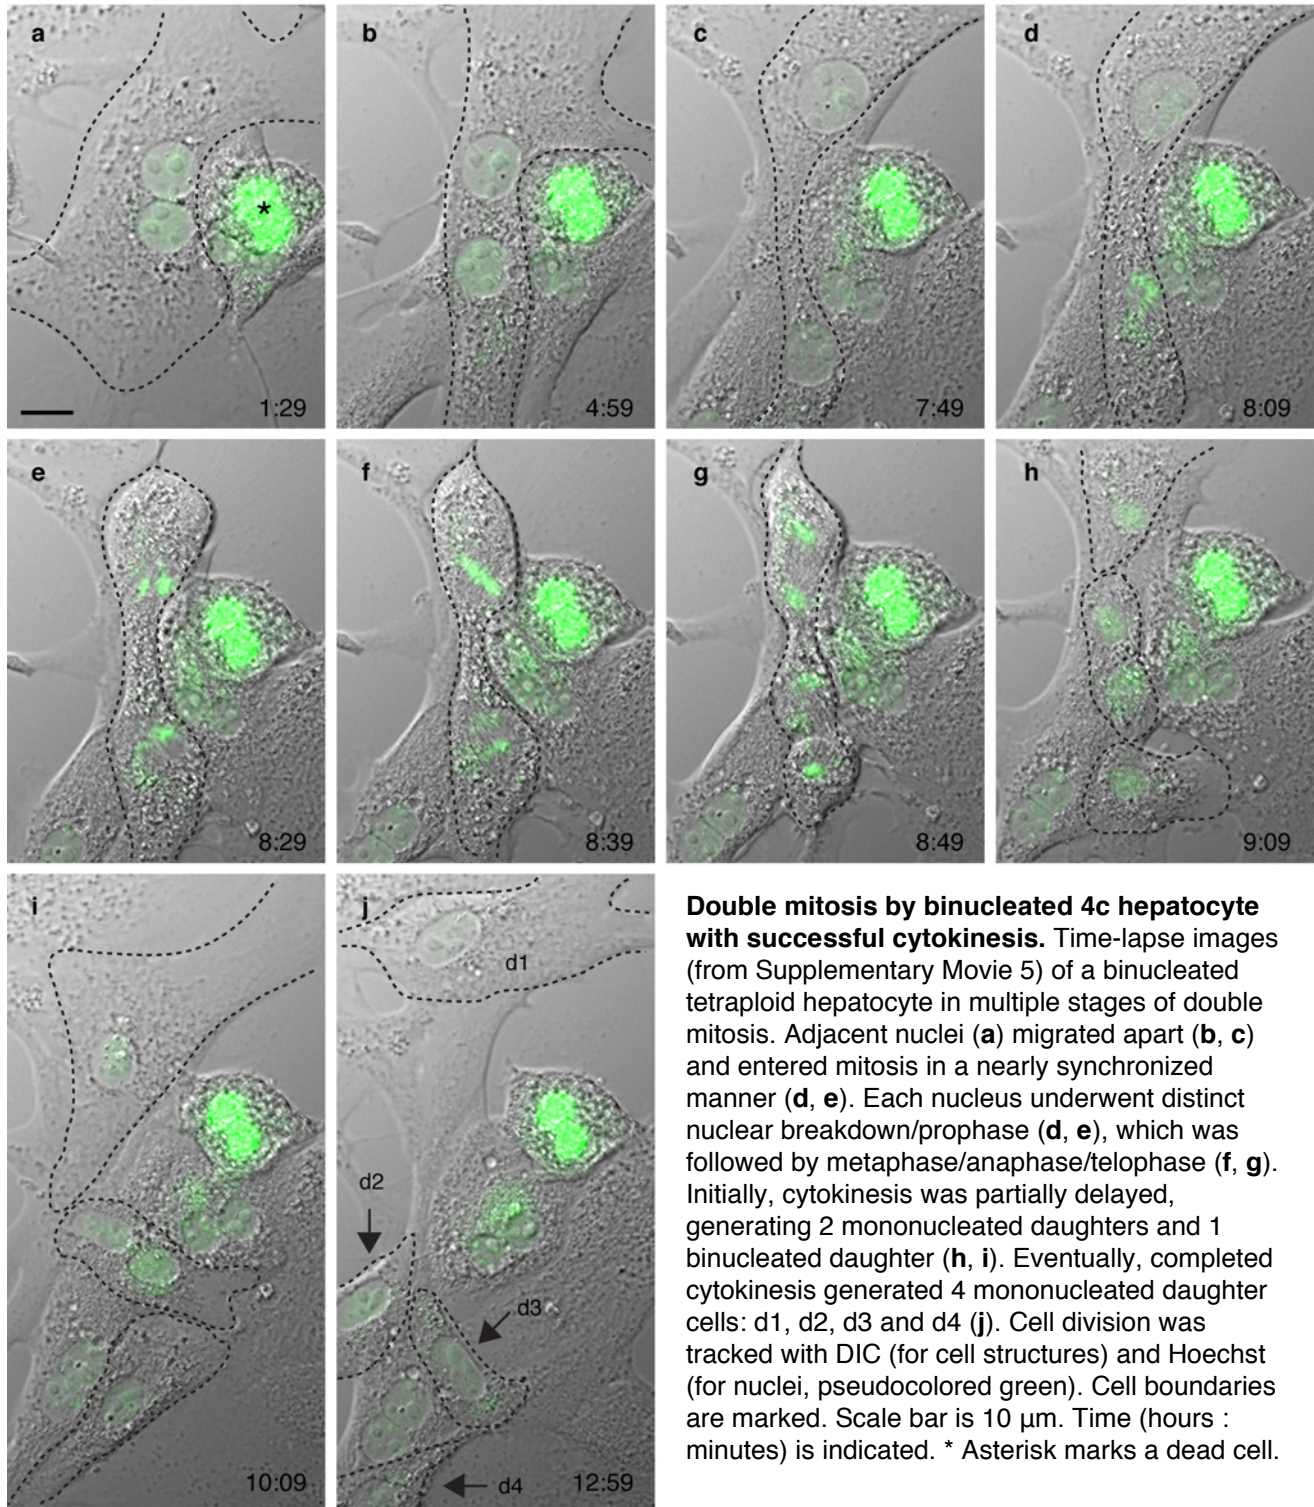 a
b
c
d
*
1:29
4:59
7:49
8:09
e
f
g
h
8:29
8:39
8:49
9:09
i
j
d1
d2
d3
d4
10:09
12:59
Double mitosis by binucleated 4c hepatocyte
with successful cytokinesis. Time-lapse images
(from Supplementary Movie 5) of a binucleated
tetraploid hepatocyte in multiple stages of double
mitosis. Adjacent nuclei (a) migrated apart (b, c)
and entered mitosis in a nearly synchronized
manner (d, e). Each nucleus underwent distinct
nuclear breakdown/prophase (d, e), which was
followed by metaphase/anaphase/telophase (f, g).
Initially, cytokinesis was partially delayed,
generating 2 mononucleated daughters and 1
binucleated daughter (h, i). Eventually, completed
cytokinesis generated 4 mononucleated daughter
cells: d1, d2, d3 and d4 (j). Cell division was
tracked with DIC (for cell structures) and Hoechst
(for nuclei, pseudocolored green). Cell boundaries
are marked. Scale bar is 10 µm. Time (hours :
minutes) is indicated. * Asterisk marks a dead cell.